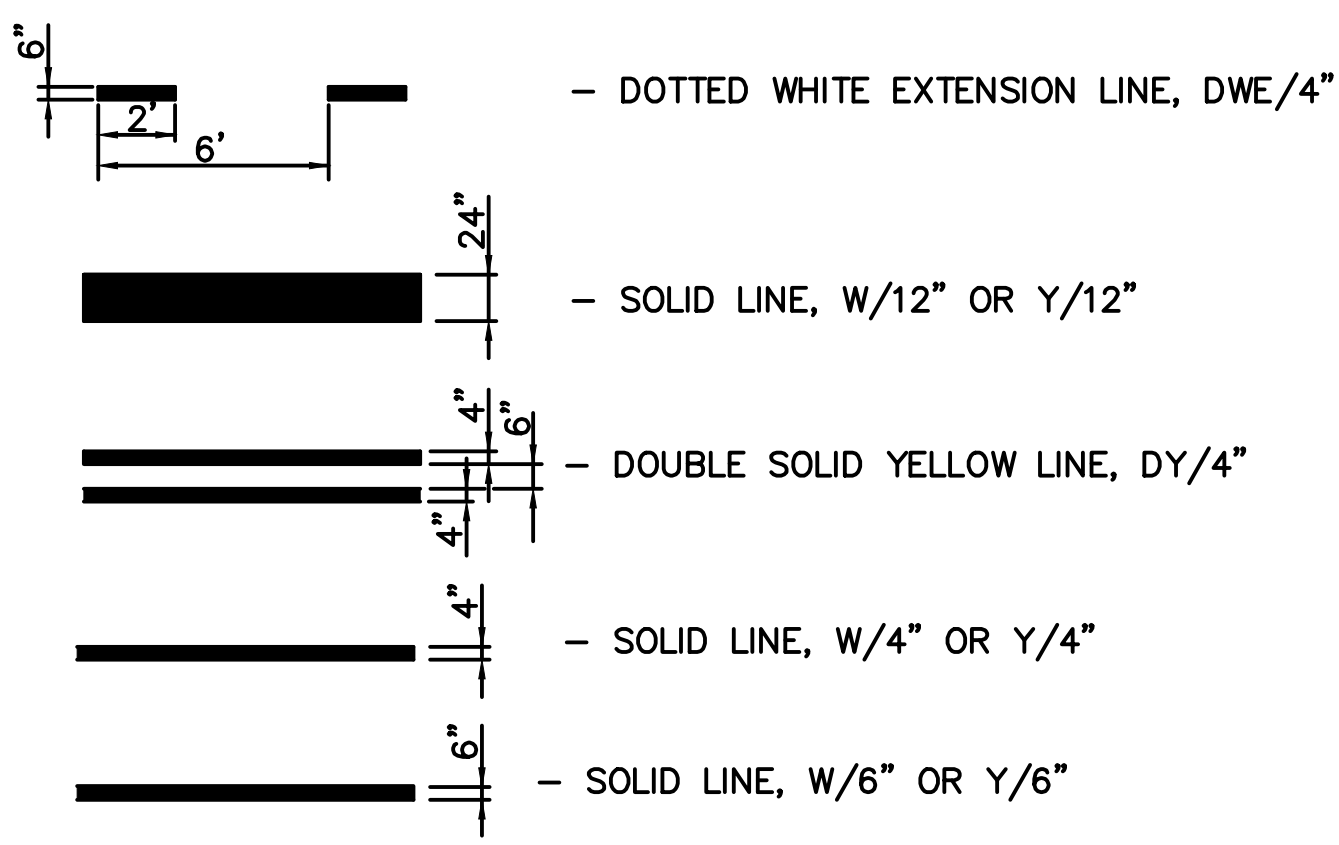 6”
2’
6’
– DOTTED WHITE EXTENSION LINE, DWE/4”
24”
– SOLID LINE, W/12” OR Y/12”
4”
6”
4”
– DOUBLE SOLID YELLOW LINE, DY/4”
4”
– SOLID LINE, W/4” OR Y/4”
6”
– SOLID LINE, W/6” OR Y/6”